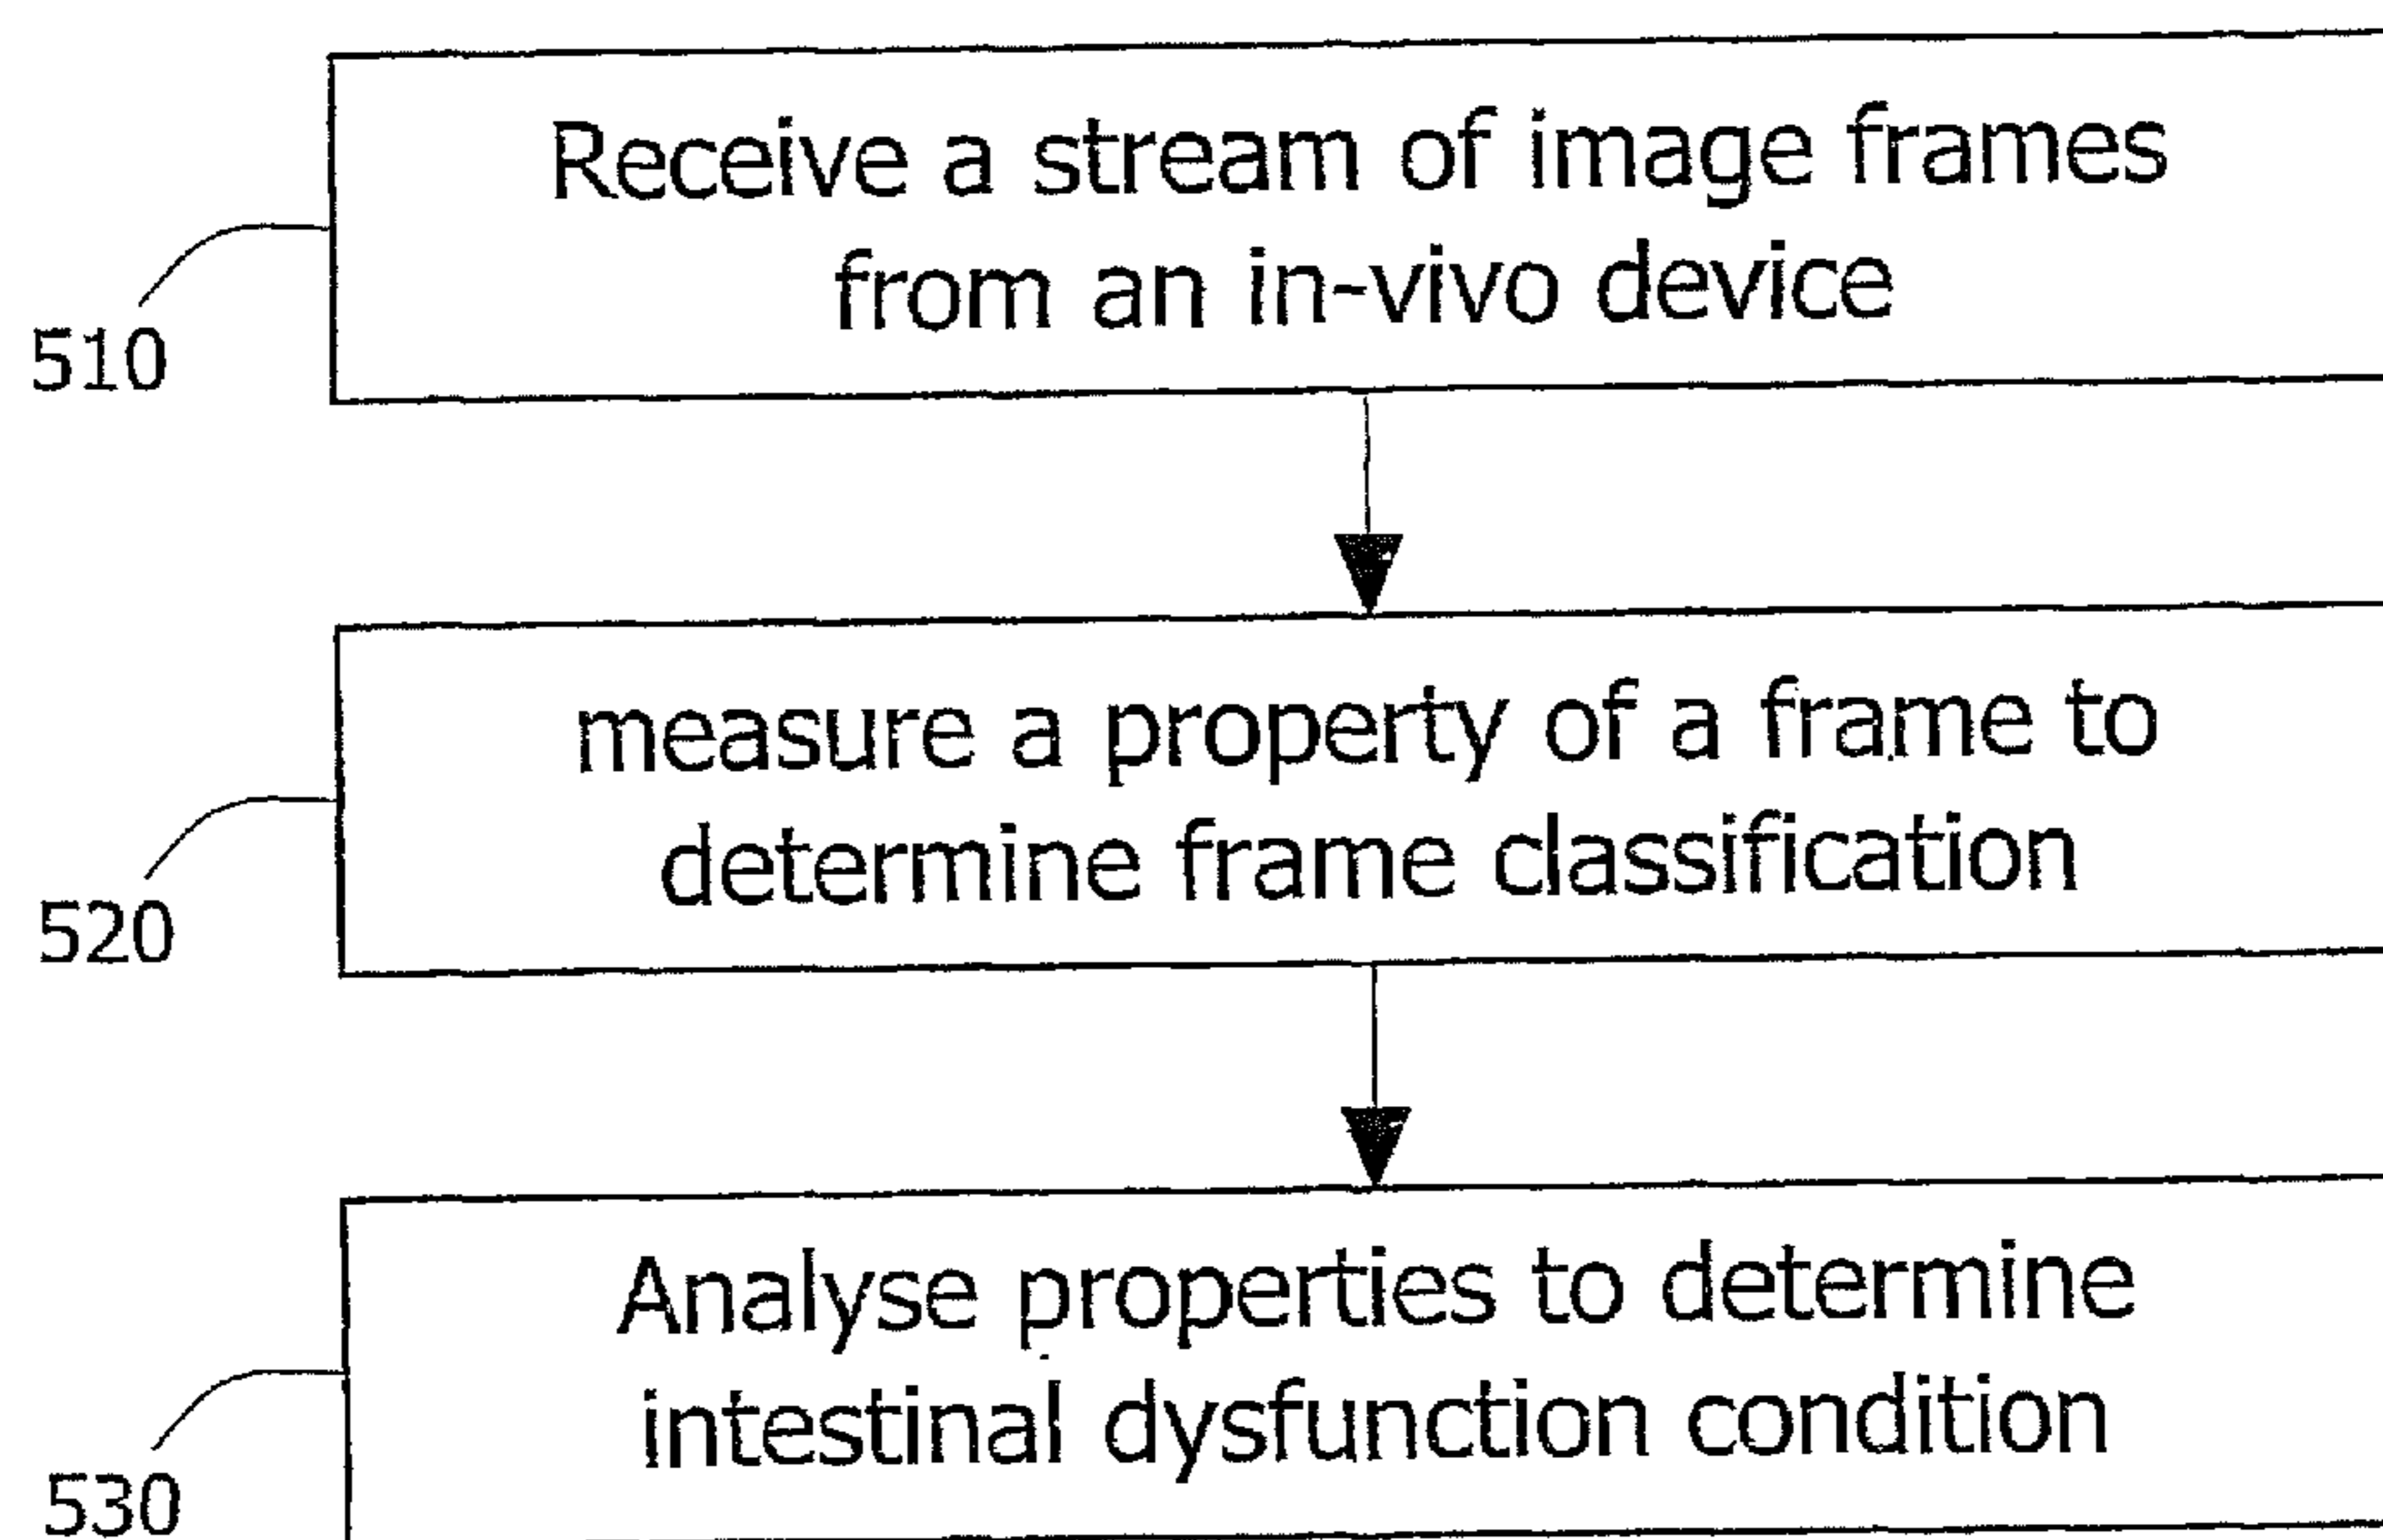 Receive a stream of image frames
from an in-vivo device
510
measure a property of a frame to
determine frame classification
520
Analyse properties to determine
intestinal dysfunction condition
530